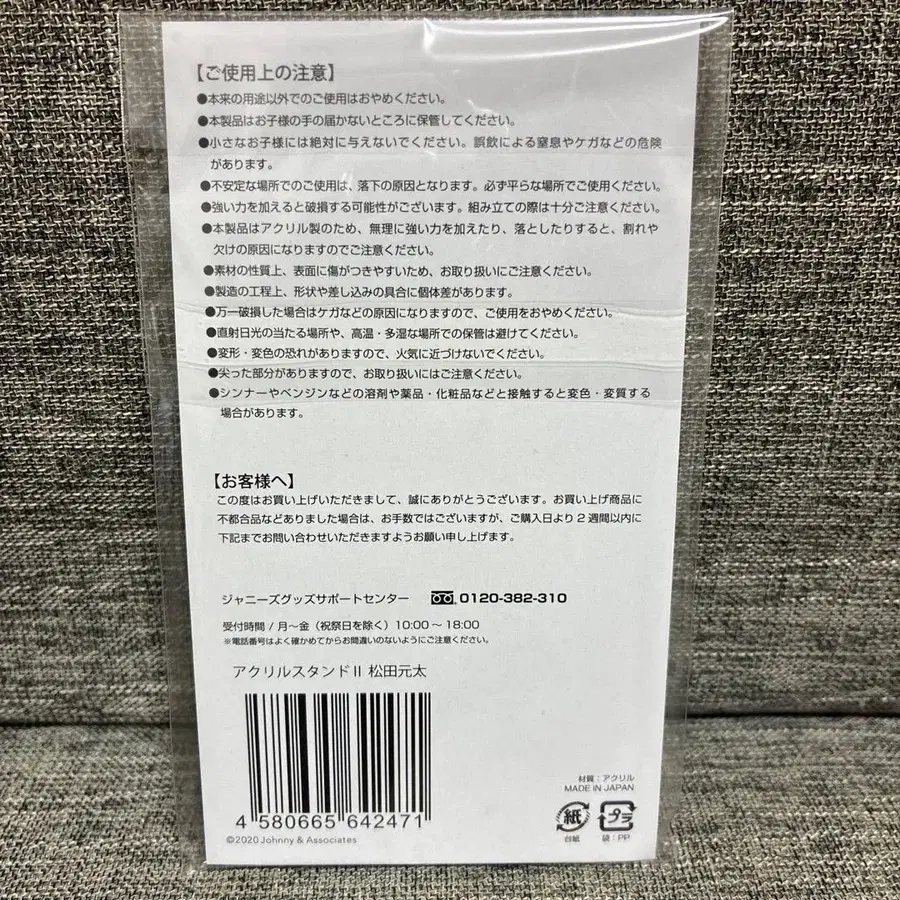 【ご使用上の注意】
●本来の用途以外でのご使用はおやめください。
●本製品はお子様の手の届かないところに保管してください。
●小さなお子様には絶対に与えないでください。誤飲による窒息やケガなどの危険
があります。
●不安定な場所でのご使用は、落下の原因となります。必ず平らな場所でご使用ください。
●強い力を加えると破損する可能性がございます。組み立ての際は十分ご注意ください。
●本製品はアクリル製のため、無理に強い力を加えたり、落としたりすると、割れや
欠けの原因になりますのでご注意ください。
●素材の性質上、表面に傷がつきやすいため、お取り扱いにご注意ください。
●製造の工程上、形状や差し込みの具合に個体差があります。
●万一破損した場合はケガなどの原因になりますので、ご使用をおやめください。
●直射日光の当たる場所や、高温・多湿な場所での保管は避けてください。
●変形・変色の恐れがありますので、火気に近づけないでください。
●尖った部分がありますので、お取り扱いにはご注意ください。
●シンナーやベンジンなどの溶剤や薬品・化粧品などと接触すると変色・変質する
場合があります。
【お客様へ】
この度はお買い上げいただきまして、誠にありがとうございます。お買い上げ商品に
不都合品などありました場合は、お手数ではございますが、ご購入日より2週間以内に
下記までお問い合わせいただきますようお願い申し上げます。
ジャニーズグッズサポートセンター 0120-382-310
受付時間 / 月〜金（祝祭日を除く）10:00〜18:00
※電話番号はよく確かめてからお間違いのないようにご注意ください。
アクリルスタンドII 松田元太
4 580665 642471
©2020 Johnny & Associates
材質：アクリル
MADE IN JAPAN
紙 プラ
台紙 袋：PP